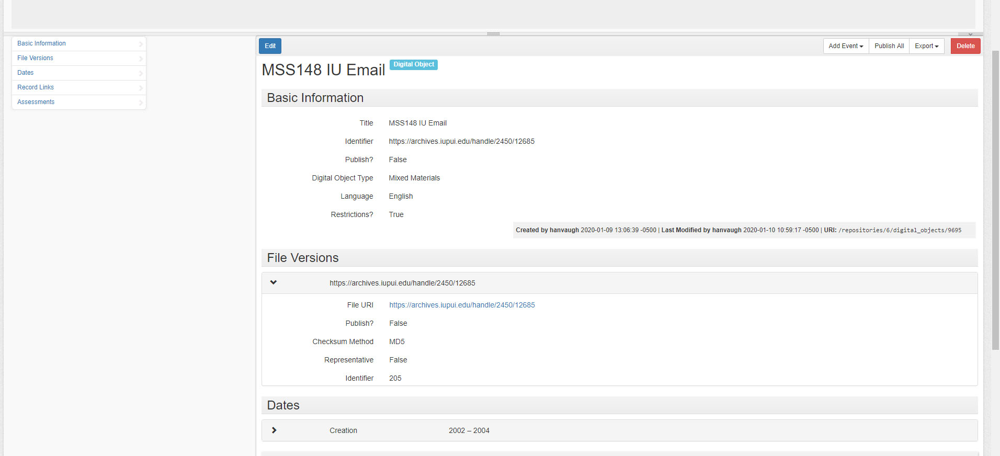 Basic Information
File Versions
Dates
Record Links
Assessments
Edit
Add Event Publish All Export Delete
MSS148 IU Email Digital Object
Basic Information
Title MSS148 IU Email
Identifier https://archives.iupui.edu/handle/2450/12685
Publish? False
Digital Object Type Mixed Materials
Language English
Restrictions? True
Created by hanvaugh 2020-01-09 13:06:39 -0500 | Last Modified by hanvaugh 2020-01-10 10:59:17 -0500 | URI: /repositories/6/digital_objects/9695
File Versions
https://archives.iupui.edu/handle/2450/12685
File URI https://archives.iupui.edu/handle/2450/12685
Publish? False
Checksum Method MD5
Representative False
Identifier 205
Dates
Creation 2002 – 2004